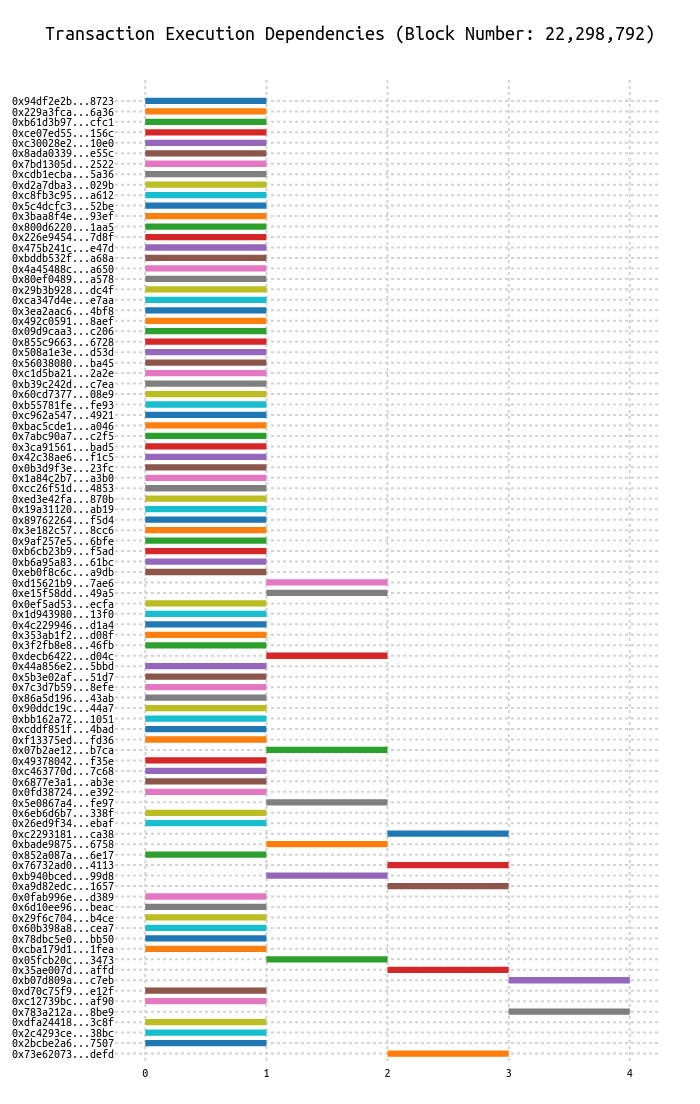 Transaction Execution Dependencies (Block Number: 22,298,792)
0x94df2e2b...8723
0x229a3fca...6a36
0xb61d3b97...cfc1
0xce07ed55...156c
0xc30028e2...10e0
0x8ada0339...e55c
0x7bd1305d...2522
0xcdb1ecba...5a36
0xd2a7dba3...029b
0xc8fb3c95...a612
0x5c4dcfc3...52be
0x3baa8f4e...93ef
0x800d6220...1aa5
0x226e9454...7d8f
0x475b241c...e47d
0xbddb532f...a68a
0x4a45488c...a650
0x80ef0489...a578
0x29b3b928...dc4f
0xca347d4e...e7aa
0x3ea2aac6...4bf8
0x492c0591...8aef
0x09d9caa3...c206
0x855c9663...6728
0x508a1e3e...d53d
0x56038080...ba45
0xc1d5ba21...2a2e
0xb39c242d...c7ea
0x60cd7377...08e9
0xb55781fe...fe93
0xc962a547...4921
0xbac5cde1...a046
0x7abc90a7...c2f5
0x3ca91561...bad5
0x42c38ae6...f1c5
0x0b3d9f3e...23fc
0x1a84c2b7...a3b0
0xcc26f51d...4853
0xed3e42fa...870b
0x19a31120...ab19
0x89762264...f5d4
0x3e182c57...8cc6
0x9af257e5...6bfe
0xb6cb23b9...f5ad
0xb6a95a83...61bc
0xeb0f8c6c...a9db
0xd15621b9...7ae6
0xe15f58dd...49a5
0x0ef5ad53...ecfa
0x1d943980...13f0
0x4c229946...d1a4
0x353ab1f2...d08f
0x3f2fb8e8...46fb
0xdecb6422...d04c
0x44a856e2...5bbd
0x5b3e02af...51d7
0x7c3d7b59...8efe
0x86a5d196...43ab
0x90ddc19c...44a7
0xbb162a72...1051
0xcddf851f...4bad
0xf13375ed...fd36
0x07b2ae12...b7ca
0x49378042...f35e
0xc463770d...7c68
0x6877e3a1...ab3e
0x0fd38724...e392
0x5e0867a4...fe97
0x6eb6d6b7...338f
0x26ed9f34...ebaf
0xc2293181...ca38
0xbade9875...6758
0x852a087a...6e17
0x76732ad0...4113
0xb940bced...99d8
0xa9d82edc...1657
0x0fab996e...d389
0x6d10ee96...beac
0x29f6c704...b4ce
0x60b398a8...cea7
0x78dbc5e0...bb50
0xcba179d1...1fea
0x05fcb20c...3473
0x35ae007d...affd
0xb07d809a...c7eb
0xd70c75f9...e12f
0xc12739bc...af90
0x783a212a...8be9
0xdfa24418...3c8f
0x2c4293ce...38bc
0x2bcbe2a6...7507
0x73e62073...defd
0 1 2 3 4